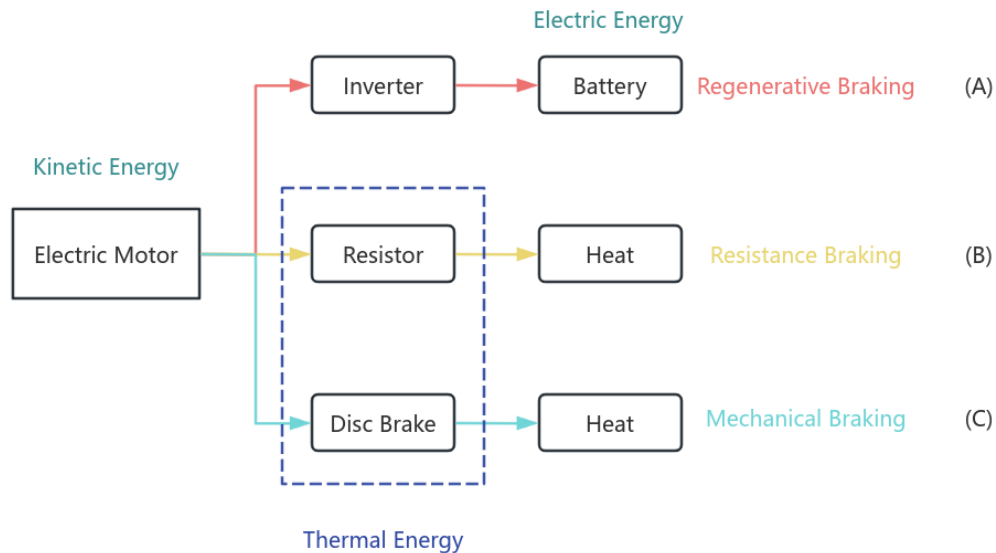 Electric Energy
Inverter
Battery
Regenerative Braking
(A)
Kinetic Energy
Electric Motor
Resistor
Heat
Resistance Braking
(B)
Disc Brake
Heat
Mechanical Braking
(C)
Thermal Energy